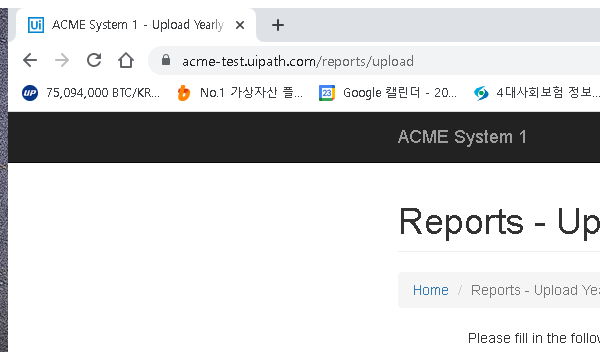 Ui ACME System 1 - Upload Yearly
acme-test.uipath.com/reports/upload
UP 75,094,000 BTC/KR... No.1 가상자산 플... 23 Google 캘린더 - 20... 4대사회보험 정보...
ACME System 1
Reports - Up
Home / Reports - Upload Yea
Please fill in the follow